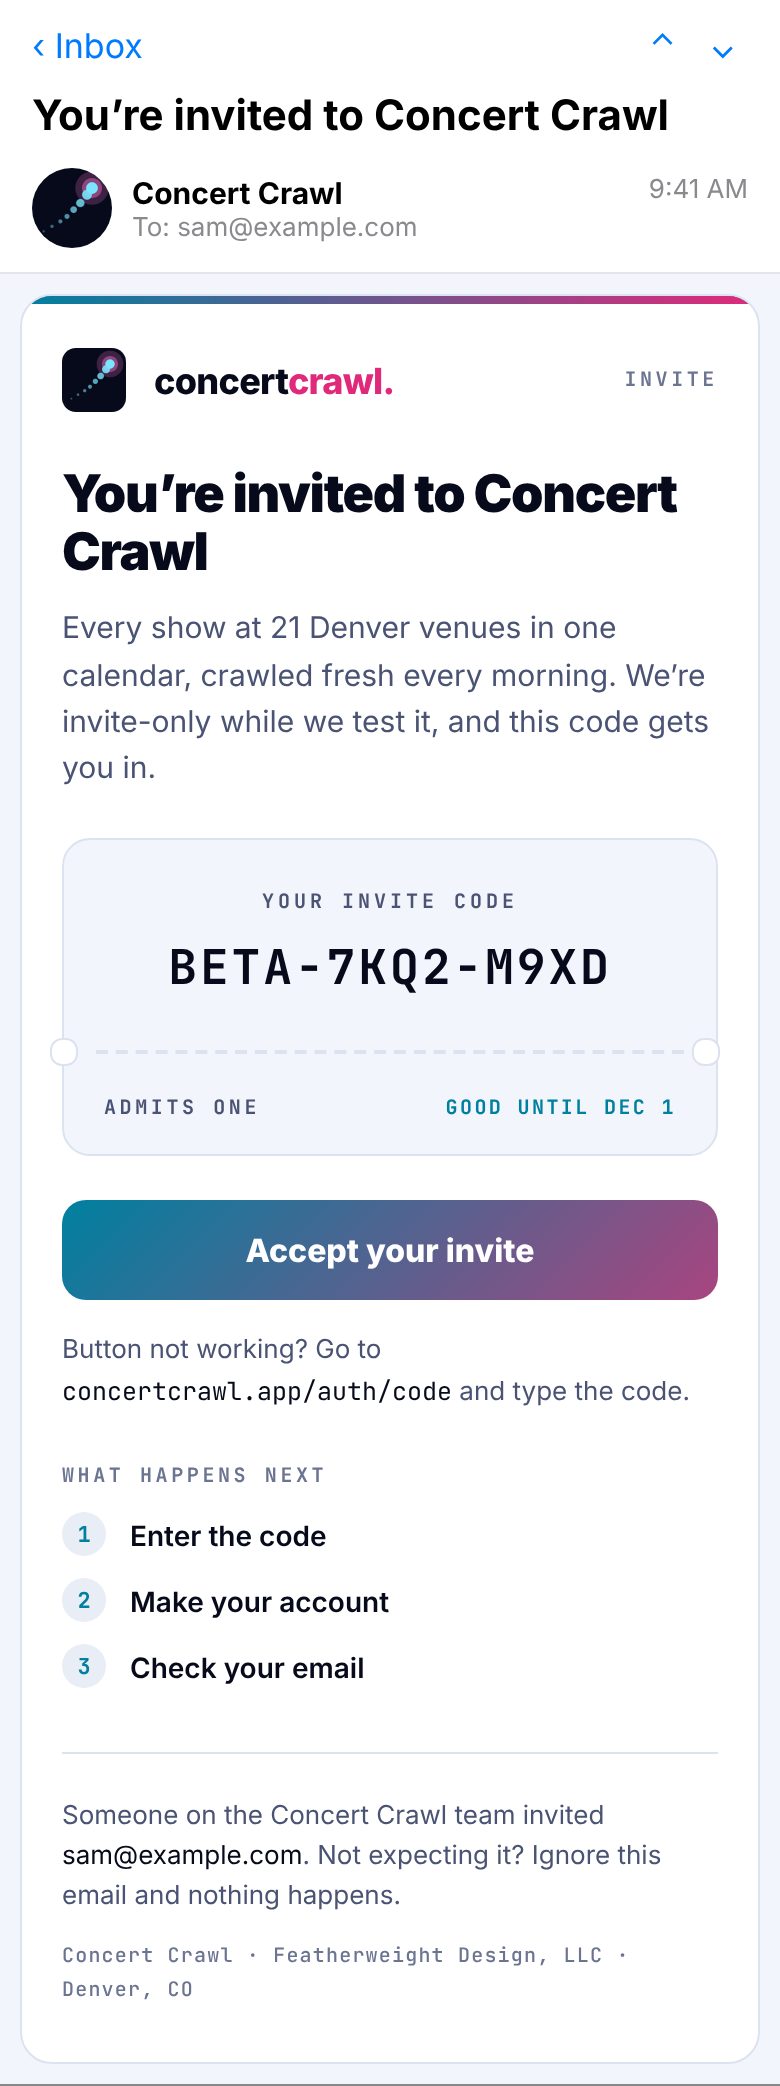 ‹ Inbox
You’re invited to Concert Crawl
Concert Crawl
9:41 AM
To: sam@example.com
concertcrawl.
INVITE
You’re invited to Concert
Crawl
Every show at 21 Denver venues in one
calendar, crawled fresh every morning. We’re
invite-only while we test it, and this code gets
you in.
YOUR INVITE CODE
BETA-7KQ2-M9XD
ADMITS ONE
GOOD UNTIL DEC 1
Accept your invite
Button not working? Go to
concertcrawl.app/auth/code and type the code.
WHAT HAPPENS NEXT
1 Enter the code
2 Make your account
3 Check your email
Someone on the Concert Crawl team invited
sam@example.com. Not expecting it? Ignore this
email and nothing happens.
Concert Crawl · Featherweight Design, LLC ·
Denver, CO